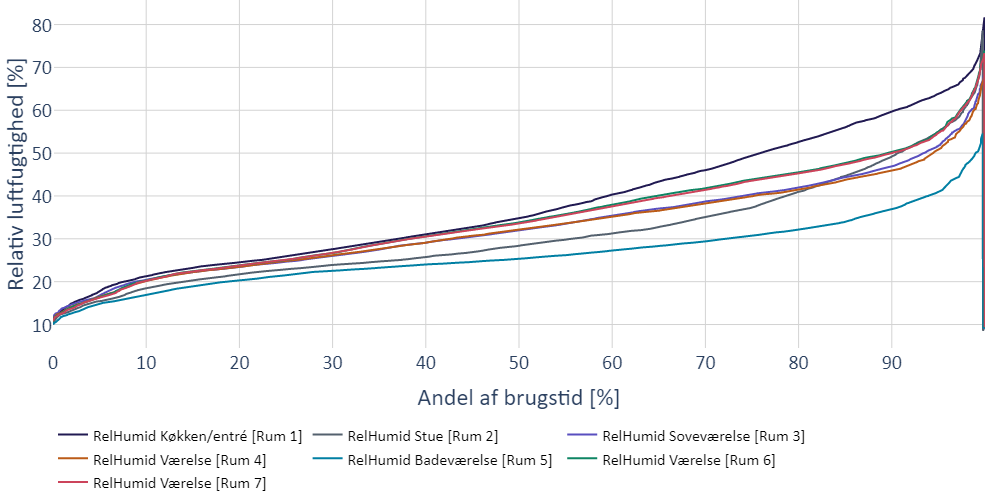 Relativ luftfugtighed [%]
80
70
60
50
40
30
20
10
0 10 20 30 40 50 60 70 80 90
Andel af brugstid [%]
RelHumid Køkken/entré [Rum 1] RelHumid Stue [Rum 2] RelHumid Soveværelse [Rum 3]
RelHumid Værelse [Rum 4] RelHumid Badeværelse [Rum 5] RelHumid Værelse [Rum 6]
RelHumid Værelse [Rum 7]